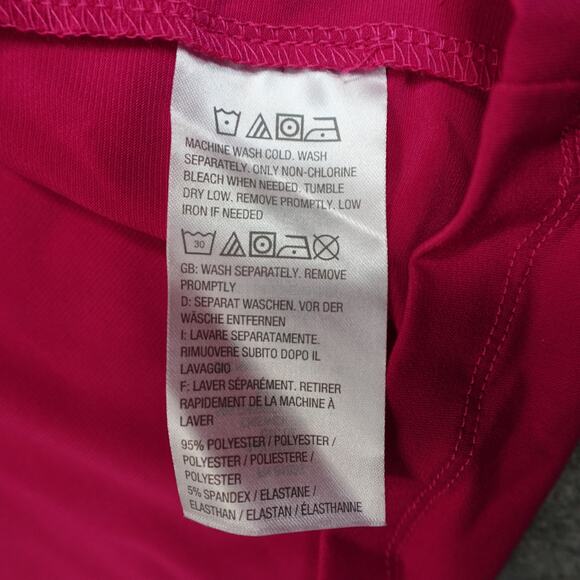 MACHINE WASH COLD. WASH
SEPARATELY. ONLY NON-CHLORINE
BLEACH WHEN NEEDED. TUMBLE
DRY LOW. REMOVE PROMPTLY. LOW
IRON IF NEEDED
30
GB: WASH SEPARATELY. REMOVE
PROMPTLY
D: SEPARAT WASCHEN. VOR DER
WÄSCHE ENTFERNEN
I: LAVARE SEPARATAMENTE.
RIMUOVERE SUBITO DOPO IL
LAVAGGIO
F: LAVER SÉPARÉMENT. RETIRER
RAPIDEMENT DE LA MACHINE À
LAVER
95% POLYESTER / POLYESTER /
POLYESTER / POLIESTERE /
POLYESTER
5% SPANDEX / ELASTANE /
ELASTHAN / ELASTAN / ÉLASTHANNE